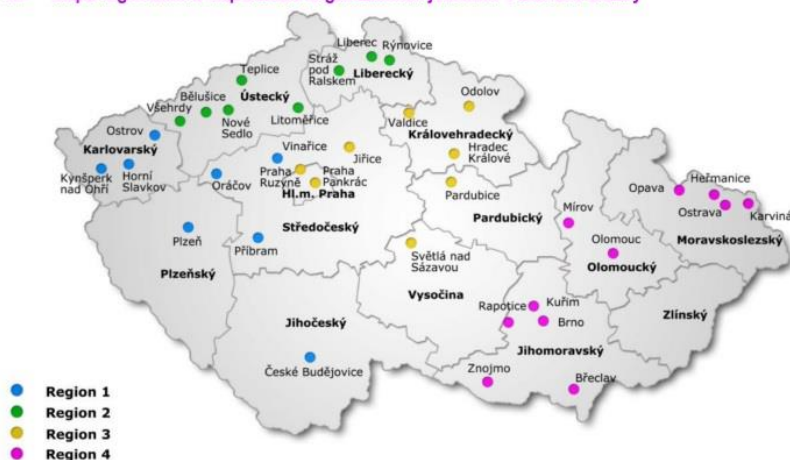 Liberec
Rýnovice
Stráž
pod
Ralskem
Liberecký
Teplice
Ústecký
Bělušice
Všehrdy
Nové
Sedlo
Litoměřice
Odolov
Valdice
Královehradecký
Hradec
Králové
Ostrov
Karlovarský
Kynšperk
nad Ohří
Horní
Slavkov
Vinařice
Jiřice
Oráčov
Praha
Ruzyně
Praha
Pankrác
Hl.m. Praha
Středočeský
Pardubice
Pardubický
Opava
Heřmanice
Ostrava
Karviná
Moravskoslezský
Mírov
Olomouc
Olomoucký
Plzeň
Plzeňský
Příbram
Světlá nad
Sázavou
Vysočina
Rapotice
Kuřim
Brno
Zlínský
Jihočeský
České Budějovice
Jihomoravský
Znojmo
Břeclav
Region 1
Region 2
Region 3
Region 4